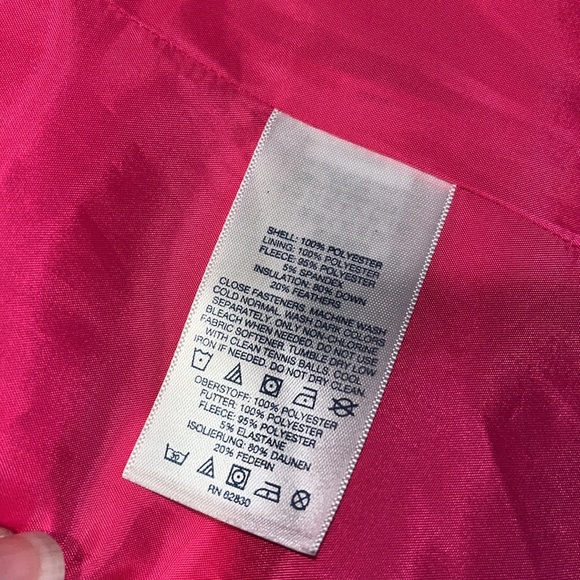 SHELL: 100% POLYESTER
LINING: 100% POLYESTER
FLEECE: 95% POLYESTER
5% SPANDEX
INSULATION: 80% DOWN
20% FEATHERS
CLOSE FASTENERS. MACHINE WASH
COLD NORMAL. WASH DARK COLORS
SEPARATELY, ONLY NON-CHLORINE
BLEACH WHEN NEEDED. DO NOT USE
FABRIC SOFTENER. TUMBLE DRY LOW
WITH CLEAN TENNIS BALLS. COOL
IRON IF NEEDED. DO NOT DRY CLEAN.
OBERSTOFF: 100% POLYESTER
FUTTER: 100% POLYESTER
FLEECE: 95% POLYESTER
5% ELASTANE
ISOLIERUNG: 80% DAUNEN
20% FEDERN
30
RN 82830